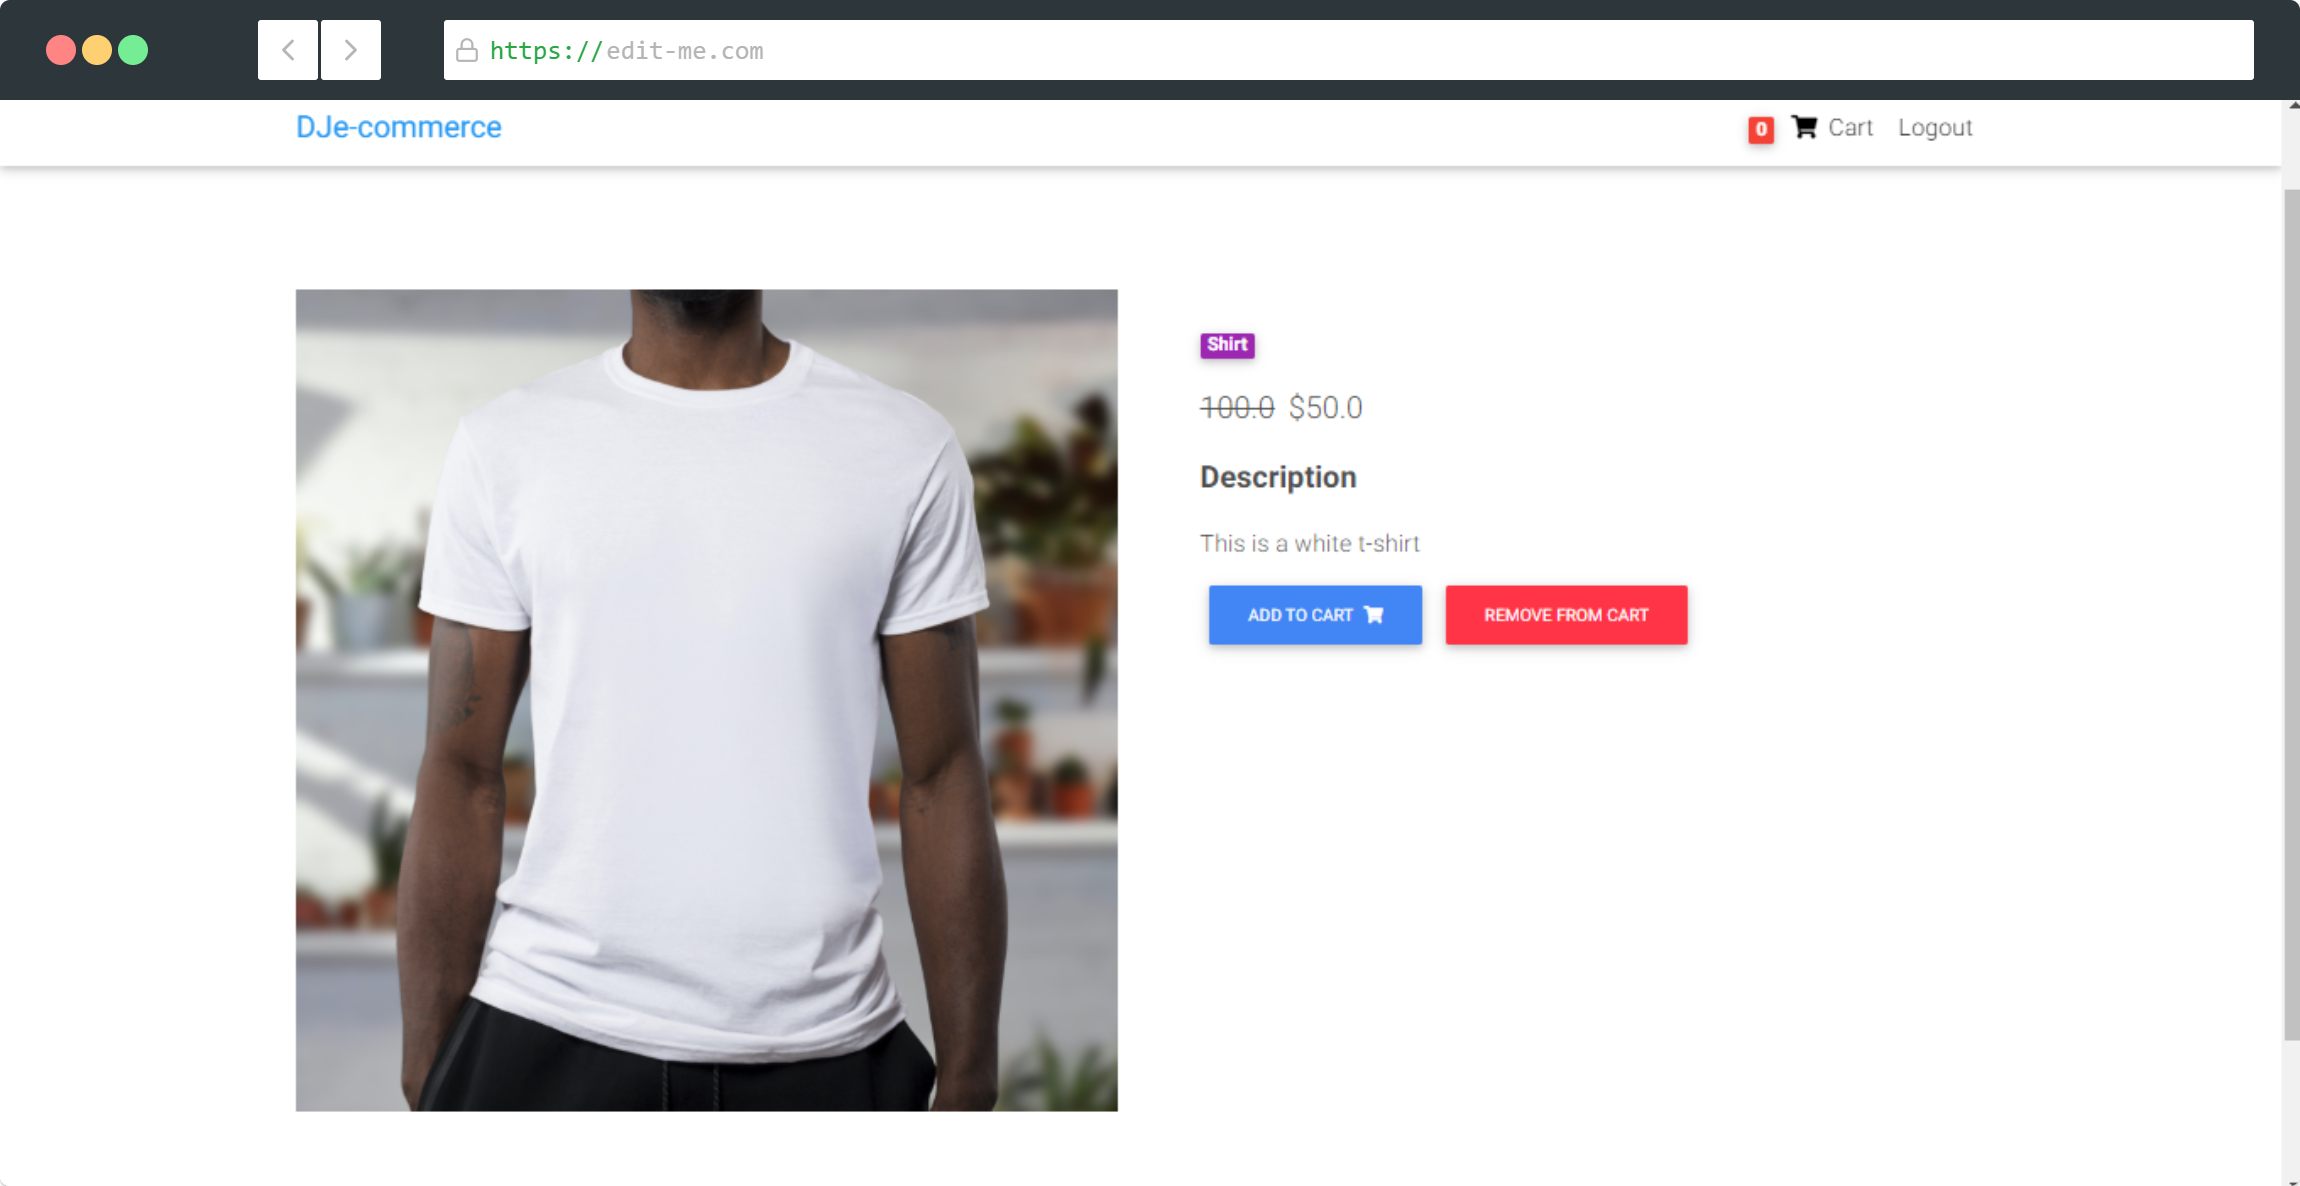 https://edit-me.com
DJe-commerce
0 Cart Logout
Shirt
100.0 $50.0
Description
This is a white t-shirt
ADD TO CART REMOVE FROM CART